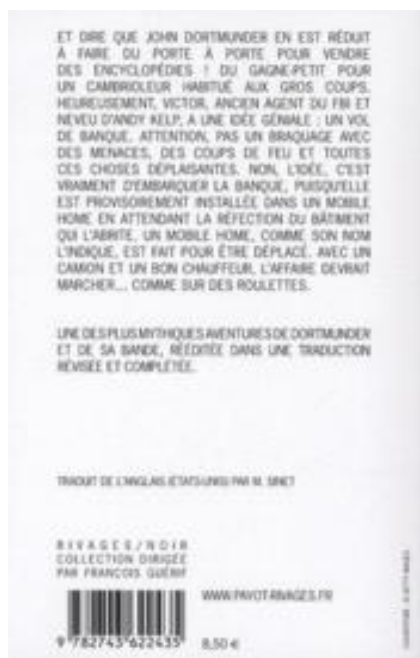 ET DIRE QUE JOHN DORTMUNDER EN EST RÉDUIT
À FAIRE DU PORTE À PORTE POUR VENDRE
DES ENCYCLOPÉDIES ! DU GAGNE-PETIT POUR
UN CAMBRIOLEUR HABITUÉ AUX GROS COUPS.
HEUREUSEMENT, VICTOR, ANCIEN AGENT DU FBI ET
NEVEU D'ANDY KELP, A UNE IDÉE GÉNIALE : UN VOL
DE BANQUE. ATTENTION, PAS UN BRAQUAGE AVEC
DES MENACES, DES COUPS DE FEU ET TOUTES
CES CHOSES DÉPLAISANTES. NON, L'IDÉE, C'EST
VRAIMENT D'EMBARQUER LA BANQUE, PUISQU'ELLE
EST PROVISOIREMENT INSTALLÉE DANS UN MOBILE
HOME EN ATTENDANT LA RÉFECTION DU BÂTIMENT
QUI L'ABRITE. UN MOBILE HOME, COMME SON NOM
L'INDIQUE, EST FAIT POUR ÊTRE DÉPLACÉ. AVEC UN
CAMION ET UN BON CHAUFFEUR, L'AFFAIRE DEVRAIT
MARCHER... COMME SUR DES ROULETTES.
UNE DES PLUS MYTHIQUES AVENTURES DE DORTMUNDER
ET DE SA BANDE, RÉÉDITÉE DANS UNE TRADUCTION
RÉVISÉE ET COMPLÉTÉE.
TRADUIT DE L'ANGLAIS (ÉTATS-UNIS) PAR M. SINET
RIVAGES/NOIR
COLLECTION DIRIGÉE
PAR FRANÇOIS GUÉRIF
WWW.PAYOT-RIVAGES.FR
9 782743 622435
8,50 €